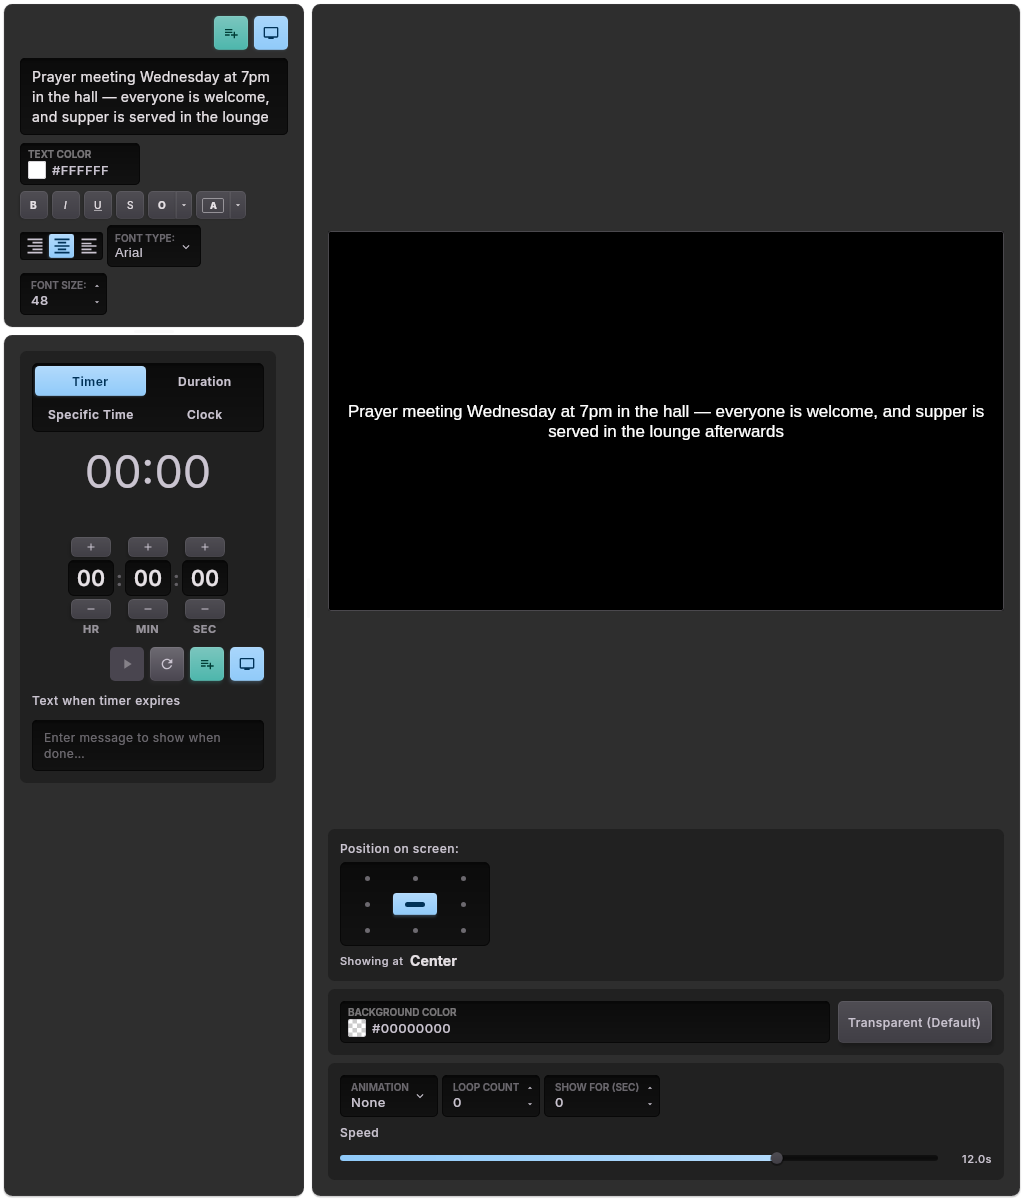 Prayer meeting Wednesday at 7pm
in the hall — everyone is welcome,
and supper is served in the lounge
TEXT COLOR
#FFFFFF
B I U S O A
FONT TYPE:
Arial
FONT SIZE:
48
Timer Duration
Specific Time Clock
00:00
+ + +
00 : 00 : 00
− − −
HR MIN SEC
Text when timer expires
Enter message to show when
done...
Prayer meeting Wednesday at 7pm in the hall — everyone is welcome, and supper is
served in the lounge afterwards
Position on screen:
Showing at Center
BACKGROUND COLOR
#00000000
Transparent (Default)
ANIMATION LOOP COUNT SHOW FOR (SEC)
None 0 0
Speed
12.0s